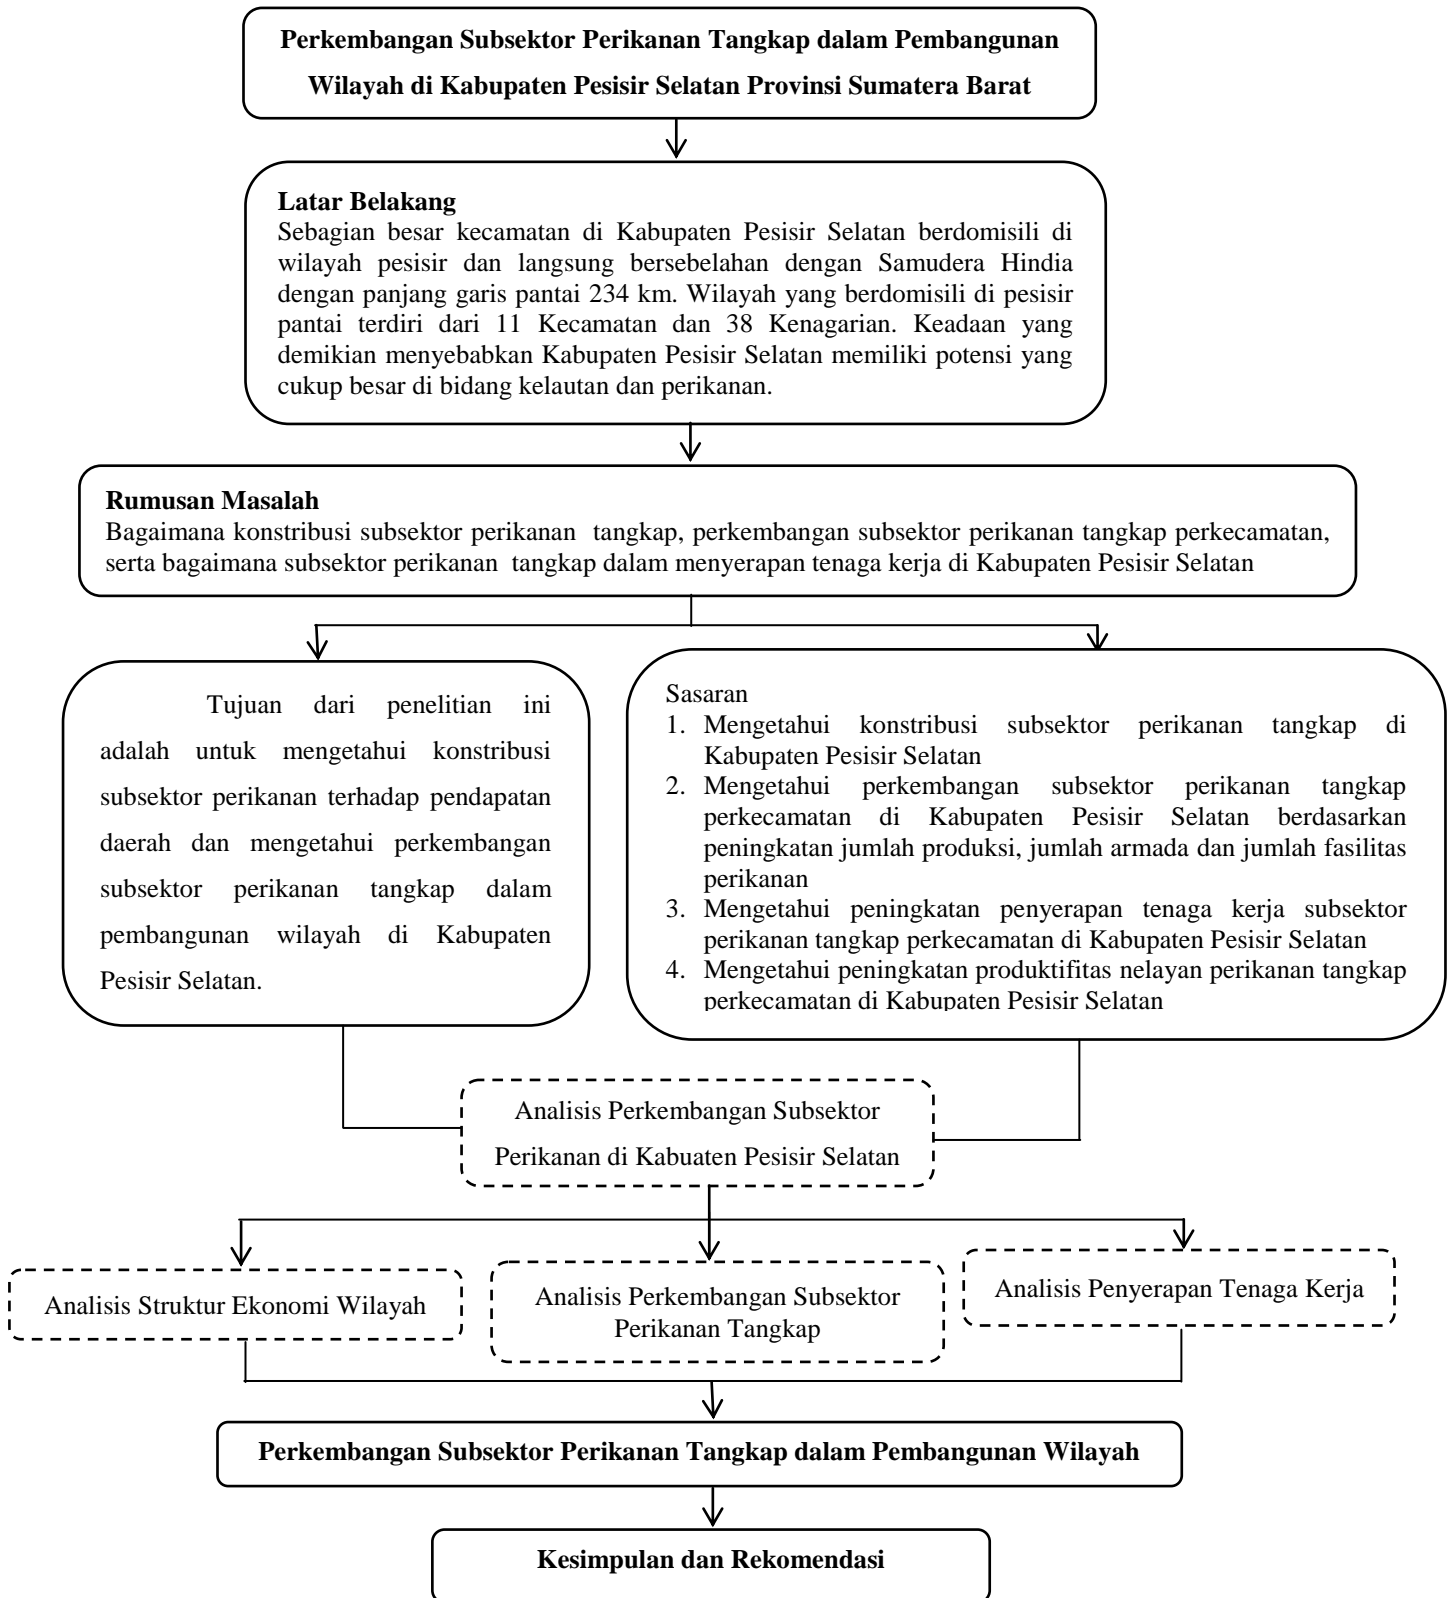 Perkembangan Subsektor Perikanan Tangkap dalam Pembangunan
Wilayah di Kabupaten Pesisir Selatan Provinsi Sumatera Barat
Latar Belakang
Sebagian besar kecamatan di Kabupaten Pesisir Selatan berdomisili di
wilayah pesisir dan langsung bersebelahan dengan Samudera Hindia
dengan panjang garis pantai 234 km. Wilayah yang berdomisili di pesisir
pantai terdiri dari 11 Kecamatan dan 38 Kenagarian. Keadaan yang
demikian menyebabkan Kabupaten Pesisir Selatan memiliki potensi yang
cukup besar di bidang kelautan dan perikanan.
Rumusan Masalah
Bagaimana konstribusi subsektor perikanan tangkap, perkembangan subsektor perikanan tangkap perkecamatan,
serta bagaimana subsektor perikanan tangkap dalam menyerapan tenaga kerja di Kabupaten Pesisir Selatan
Tujuan dari penelitian ini
adalah untuk mengetahui konstribusi
subsektor perikanan terhadap pendapatan
daerah dan mengetahui perkembangan
subsektor perikanan tangkap dalam
pembangunan wilayah di Kabupaten
Pesisir Selatan.
Sasaran
1. Mengetahui konstribusi subsektor perikanan tangkap di
Kabupaten Pesisir Selatan
2. Mengetahui perkembangan subsektor perikanan tangkap
perkecamatan di Kabupaten Pesisir Selatan berdasarkan
peningkatan jumlah produksi, jumlah armada dan jumlah fasilitas
perikanan
3. Mengetahui peningkatan penyerapan tenaga kerja subsektor
perikanan tangkap perkecamatan di Kabupaten Pesisir Selatan
4. Mengetahui peningkatan produktifitas nelayan perikanan tangkap
perkecamatan di Kabupaten Pesisir Selatan
Analisis Perkembangan Subsektor
Perikanan di Kabuaten Pesisir Selatan
Analisis Struktur Ekonomi Wilayah
Analisis Perkembangan Subsektor
Perikanan Tangkap
Analisis Penyerapan Tenaga Kerja
Perkembangan Subsektor Perikanan Tangkap dalam Pembangunan Wilayah
Kesimpulan dan Rekomendasi